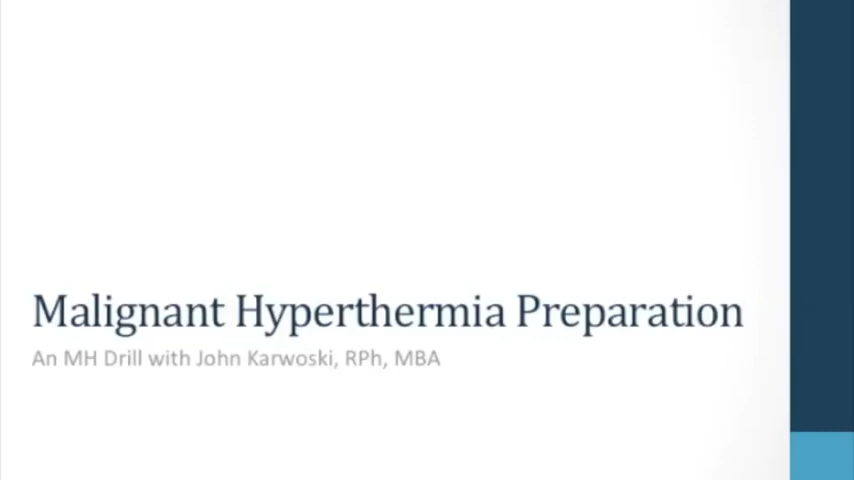 Malignant Hyperthermia Preparation
An MH Drill with John Karwoski, RPh, MBA